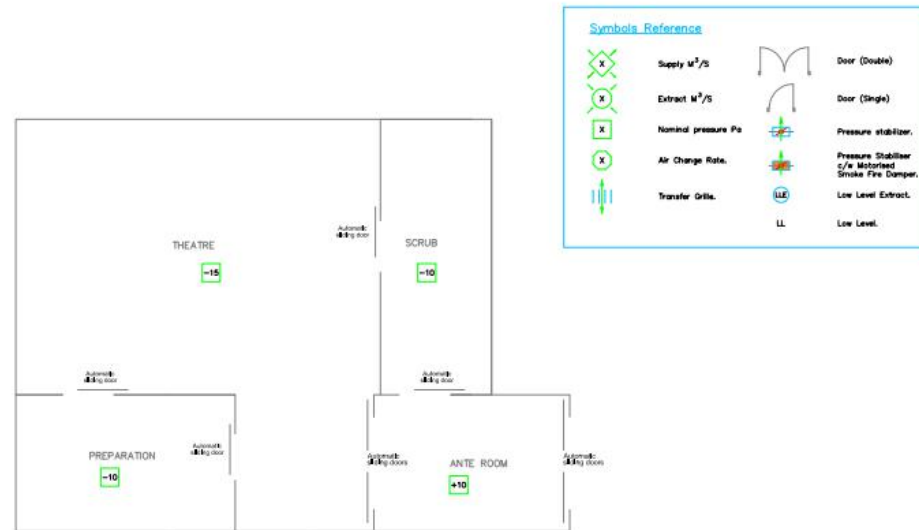 Symbols Reference
X
Supply M³/S
Door (Double)
X
Extract M³/S
Door (Single)
X
Nominal pressure Pa
Pressure stabilizer.
X
Air Change Rate.
Pressure Stabiliser
c/w Motorised
Smoke Fire Damper.
Transfer Grille.
LLE
Low Level Extract.
LL
Low Level.
Automatic
sliding door
THEATRE
SCRUB
-15
-10
Automatic
sliding door
Automatic
sliding door
Automatic
sliding door
PREPARATION
-10
Automatic
sliding doors
ANTE ROOM
+10
Automatic
sliding doors